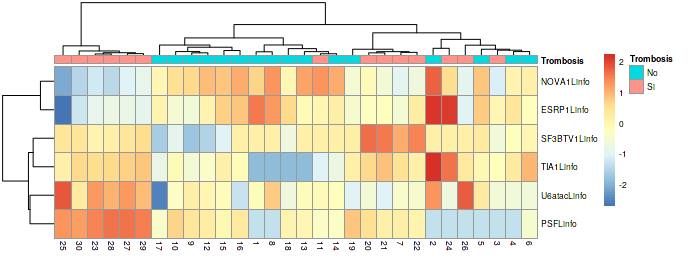 Trombosis
NOVA1Linfo
ESRP1Linfo
SF3BTV1Linfo
TIA1Linfo
U6atacLinfo
PSFLinfo
25 30 23 28 27 29 17 10 9 12 15 16 1 8 18 13 11 14 19 20 21 7 22 2 24 26 5 3 4 6
2
1
0
-1
-2
Trombosis
No
Si